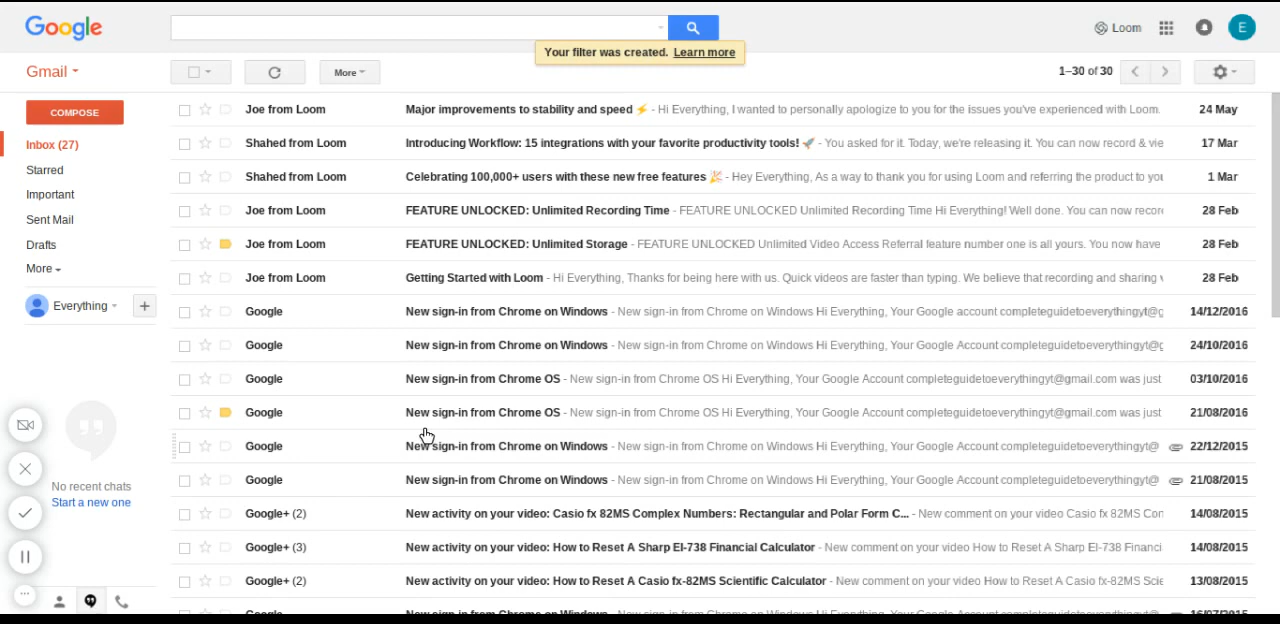 Google
Loom
E
Your filter was created. Learn more
Gmail
More
1–30 of 30
COMPOSE
Inbox (27)
Starred
Important
Sent Mail
Drafts
More
Everything
+
No recent chats
Start a new one
Joe from Loom Major improvements to stability and speed ⚡ - Hi Everything, I wanted to personally apologize to you for the issues you've experienced with Loom. 24 May
Shahed from Loom Introducing Workflow: 15 integrations with your favorite productivity tools! 🚀 - You asked for it. Today, we're releasing it. You can now record & vie 17 Mar
Shahed from Loom Celebrating 100,000+ users with these new free features 🎉 - Hey Everything, As a way to thank you for using Loom and referring the product to you 1 Mar
Joe from Loom FEATURE UNLOCKED: Unlimited Recording Time - FEATURE UNLOCKED Unlimited Recording Time Hi Everything! Well done. You can now record 28 Feb
Joe from Loom FEATURE UNLOCKED: Unlimited Storage - FEATURE UNLOCKED Unlimited Video Access Referral feature number one is all yours. You now have 28 Feb
Joe from Loom Getting Started with Loom - Hi Everything, Thanks for being here with us. Quick videos are faster than typing. We believe that recording and sharing 28 Feb
Google New sign-in from Chrome on Windows - New sign-in from Chrome on Windows Hi Everything, Your Google account completeguidetoeverythingyt@g 14/12/2016
Google New sign-in from Chrome on Windows - New sign-in from Chrome on Windows Hi Everything, Your Google Account completeguidetoeverythingyt@g 24/10/2016
Google New sign-in from Chrome OS - New sign-in from Chrome OS Hi Everything, Your Google Account completeguidetoeverythingyt@gmail.com was just 03/10/2016
Google New sign-in from Chrome OS - New sign-in from Chrome OS Hi Everything, Your Google Account completeguidetoeverythingyt@gmail.com was just 21/08/2016
Google New sign-in from Chrome on Windows - New sign-in from Chrome on Windows Hi Everything, Your Google Account completeguidetoeverythingyt@ 22/12/2015
Google New sign-in from Chrome on Windows - New sign-in from Chrome on Windows Hi Everything, Your Google Account completeguidetoeverythingyt@ 21/08/2015
Google+ (2) New activity on your video: Casio fx 82MS Complex Numbers: Rectangular and Polar Form C... - New comment on your video Casio fx 82MS Con 14/08/2015
Google+ (3) New activity on your video: How to Reset A Sharp El-738 Financial Calculator - New comment on your video How to Reset A Sharp El-738 Financi 14/08/2015
Google+ (2) New activity on your video: How to Reset A Casio fx-82MS Scientific Calculator - New comment on your video How to Reset A Casio fx-82MS Scie 13/08/2015